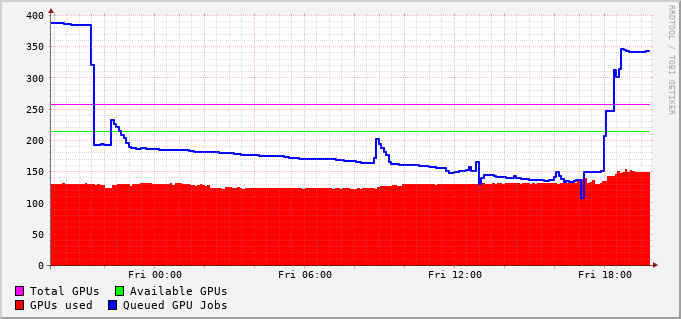 400
350
300
250
200
150
100
50
0
Fri 00:00 Fri 06:00 Fri 12:00 Fri 18:00
Total GPUs Available GPUs
GPUs used Queued GPU Jobs
RRDTOOL / TOBI OETIKER